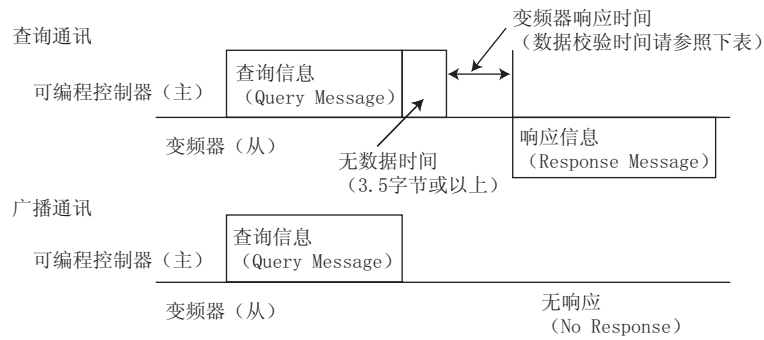 变频器响应时间
（数据校验时间请参照下表）
查询通讯
查询信息
（Query Message）
可编程控制器（主）
变频器（从）
无数据时间
（3.5字节或以上）
响应信息
（Response Message）
广播通讯
查询信息
（Query Message）
可编程控制器（主）
变频器（从）
无响应
（No Response）